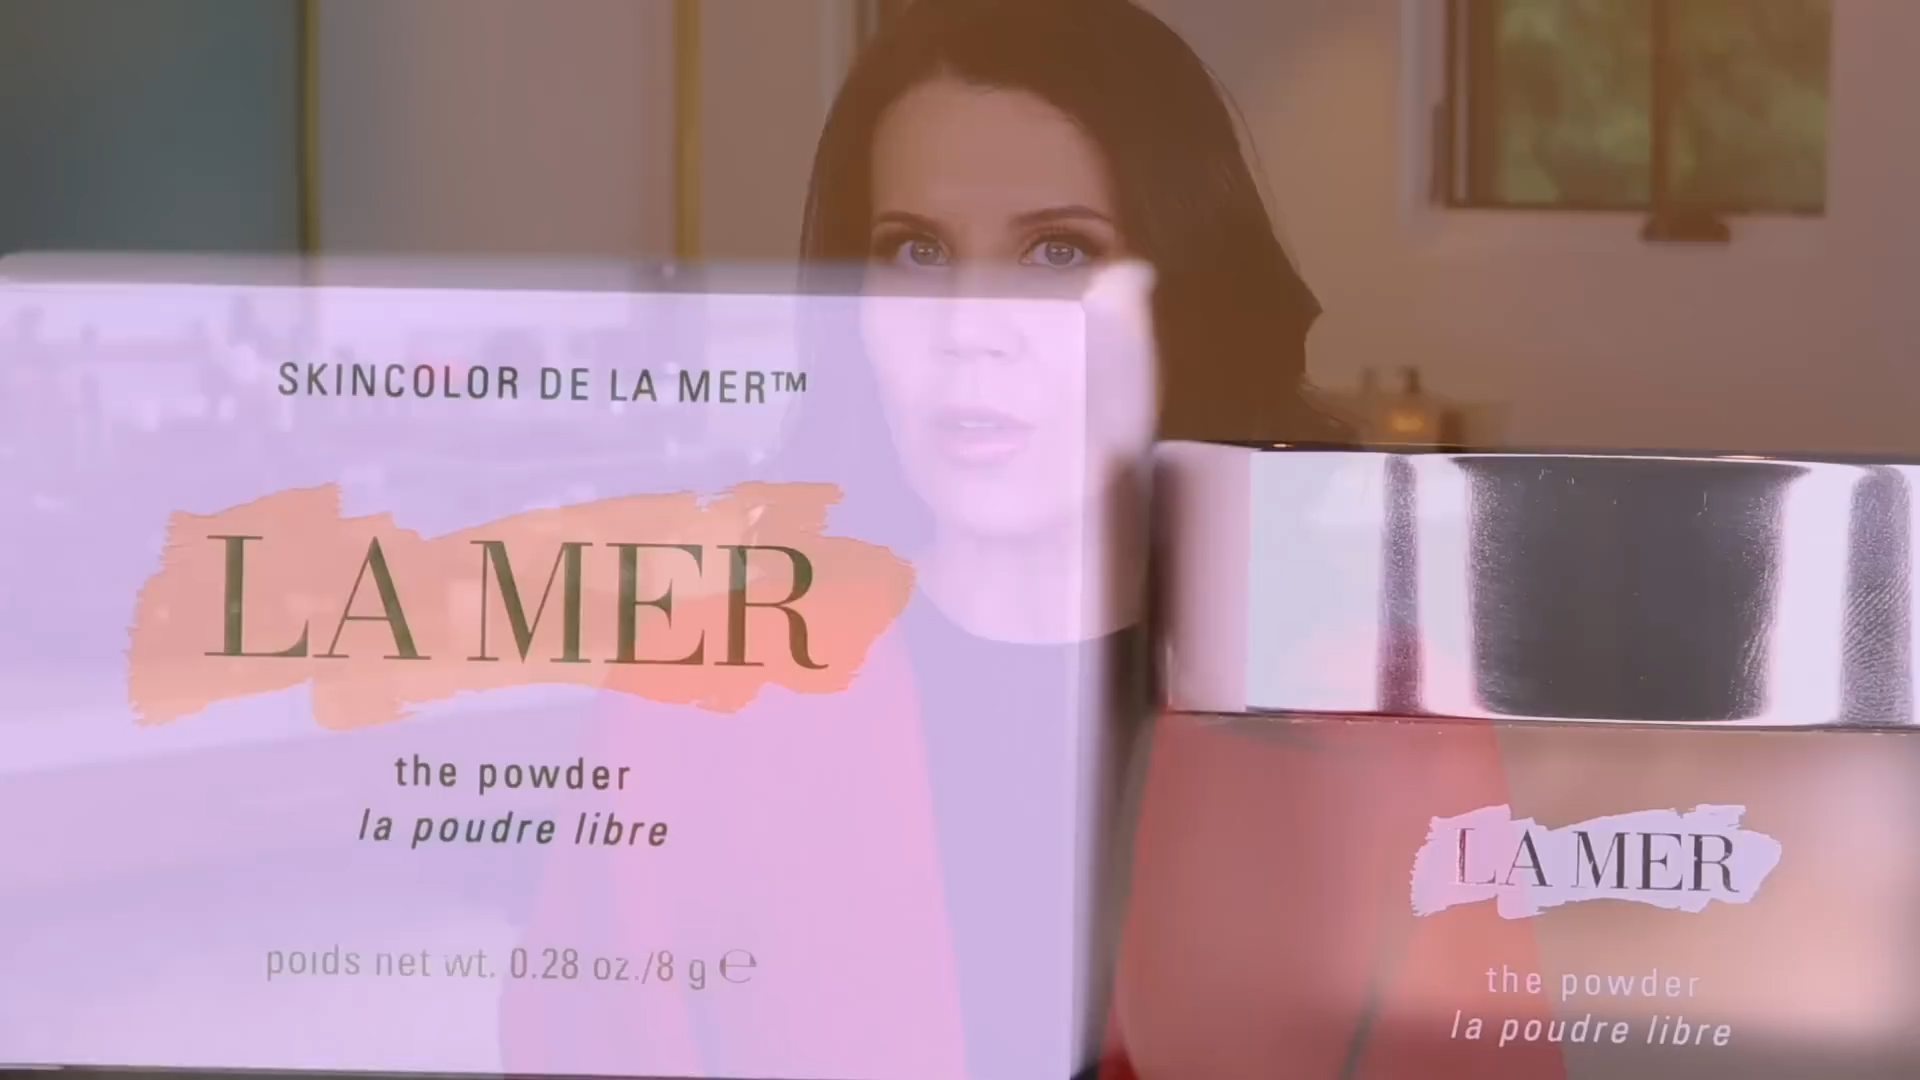 SKINCOLOR DE LA MER™
LA MER
the powder
la poudre libre
poids net wt. 0.28 oz./8 g ℮
LA MER
the powder
la poudre libre